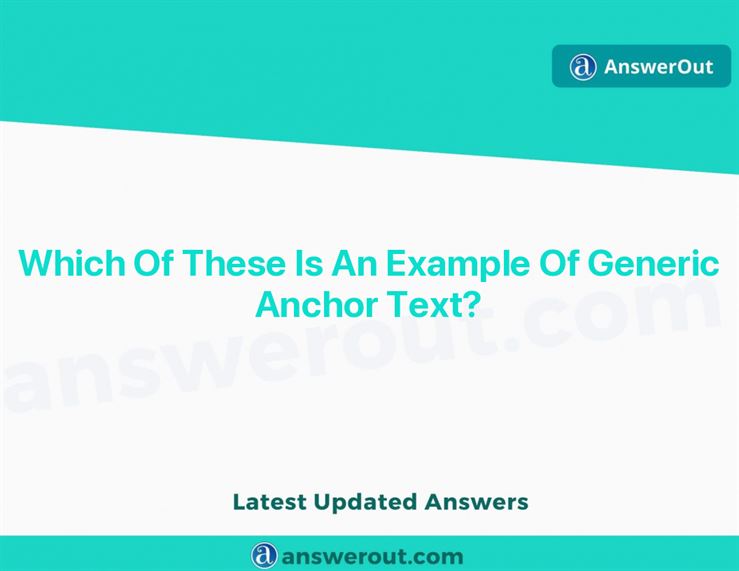 AnswerOut
Which Of These Is An Example Of Generic
Anchor Text?
answerout.com
Latest Updated Answers
answerout.com